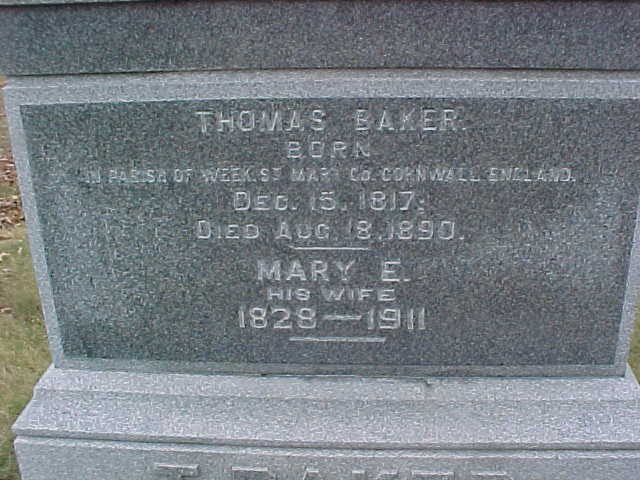 THOMAS BAKER.
BORN
IN PARISH OF WEEK ST MARY CO. CORNWALL ENGLAND.
DEC. 15, 1817:
DIED AUG. 18, 1890.
MARY E.
HIS WIFE
1828—1911
T. BAKER